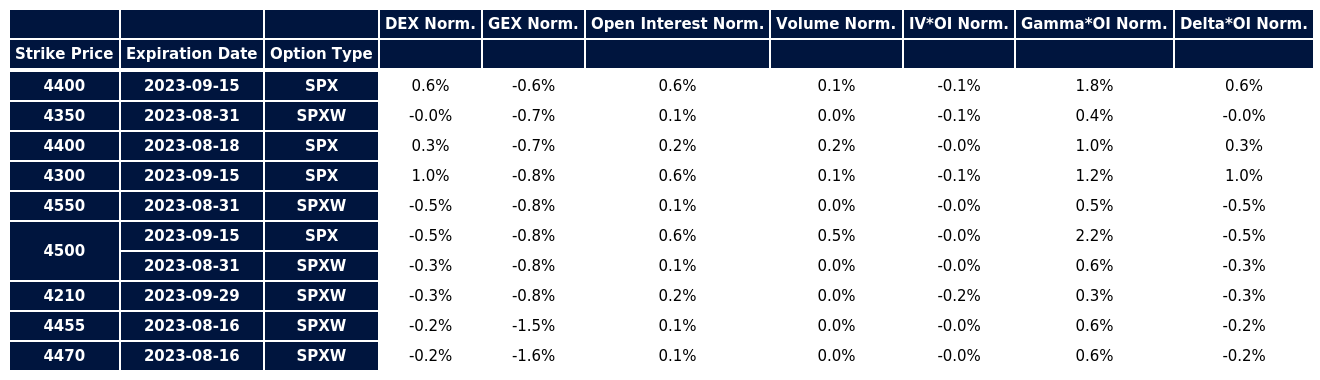 DEX Norm. GEX Norm. Open Interest Norm. Volume Norm. IV*OI Norm. Gamma*OI Norm. Delta*OI Norm.
Strike Price Expiration Date Option Type
4400 2023-09-15 SPX 0.6% -0.6% 0.6% 0.1% -0.1% 1.8% 0.6%
4350 2023-08-31 SPXW -0.0% -0.7% 0.1% 0.0% -0.1% 0.4% -0.0%
4400 2023-08-18 SPX 0.3% -0.7% 0.2% 0.2% -0.0% 1.0% 0.3%
4300 2023-09-15 SPX 1.0% -0.8% 0.6% 0.1% -0.1% 1.2% 1.0%
4550 2023-08-31 SPXW -0.5% -0.8% 0.1% 0.0% -0.0% 0.5% -0.5%
4500 2023-09-15 SPX -0.5% -0.8% 0.6% 0.5% -0.0% 2.2% -0.5%
2023-08-31 SPXW -0.3% -0.8% 0.1% 0.0% -0.0% 0.6% -0.3%
4210 2023-09-29 SPXW -0.3% -0.8% 0.2% 0.0% -0.2% 0.3% -0.3%
4455 2023-08-16 SPXW -0.2% -1.5% 0.1% 0.0% -0.0% 0.6% -0.2%
4470 2023-08-16 SPXW -0.2% -1.6% 0.1% 0.0% -0.0% 0.6% -0.2%